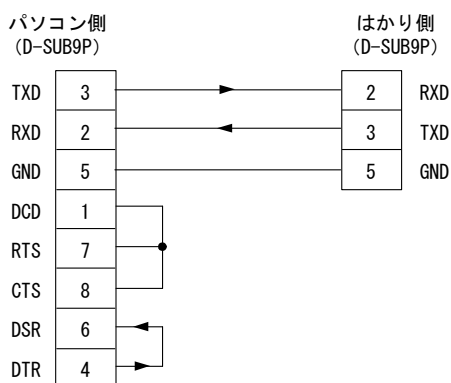 パソコン側 はかり側
(D-SUB9P) (D-SUB9P)
TXD 3 2 RXD
RXD 2 3 TXD
GND 5 5 GND
DCD 1
RTS 7
CTS 8
DSR 6
DTR 4